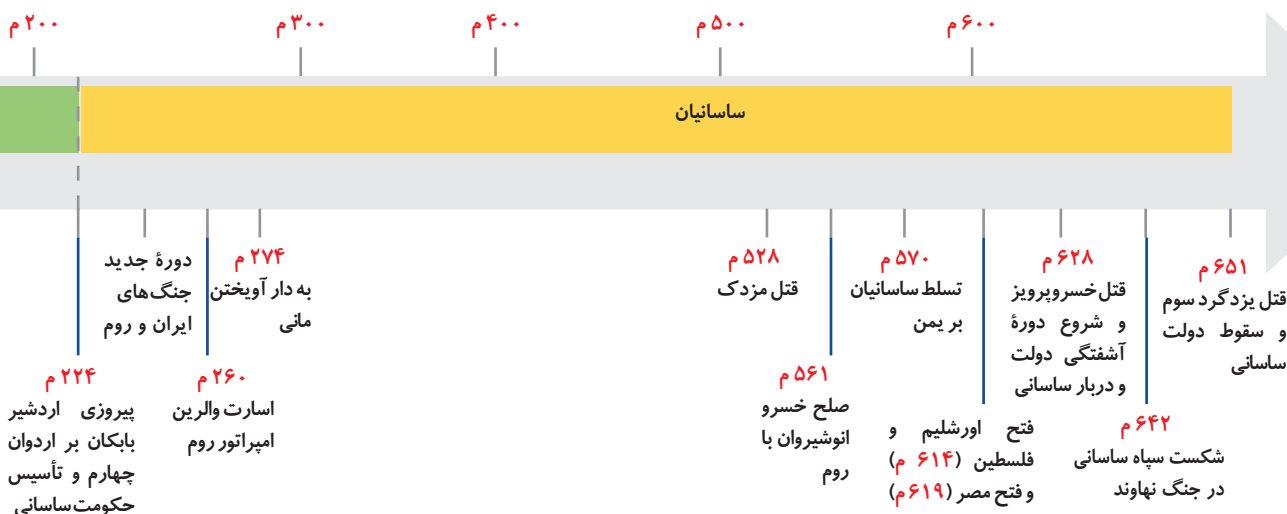 ۲۰۰ م
۳۰۰ م
۴۰۰ م
۵۰۰ م
۶۰۰ م
ساسانیان
۲۲۴ م
پیروزی اردشیر
بابکان بر اردوان
چهارم و تأسیس
حکومت ساسانی
دورهٔ جدید
جنگ‌های
ایران و روم
۲۶۰ م
اسارت والرین
امپراتور روم
۲۷۴ م
به دار آویختن
مانی
۵۲۸ م
قتل مزدک
۵۶۱ م
صلح خسرو
انوشیروان با
روم
۵۷۰ م
تسلط ساسانیان
بر یمن
فتح اورشلیم و
فلسطین (۶۱۴ م)
و فتح مصر (۶۱۹ م)
۶۲۸ م
قتل خسروپرویز
و شروع دورهٔ
آشفتگی دولت
و دربار ساسانی
۶۴۲ م
شکست سپاه ساسانی
در جنگ نهاوند
۶۵۱ م
قتل یزدگرد سوم
و سقوط دولت
ساسانی